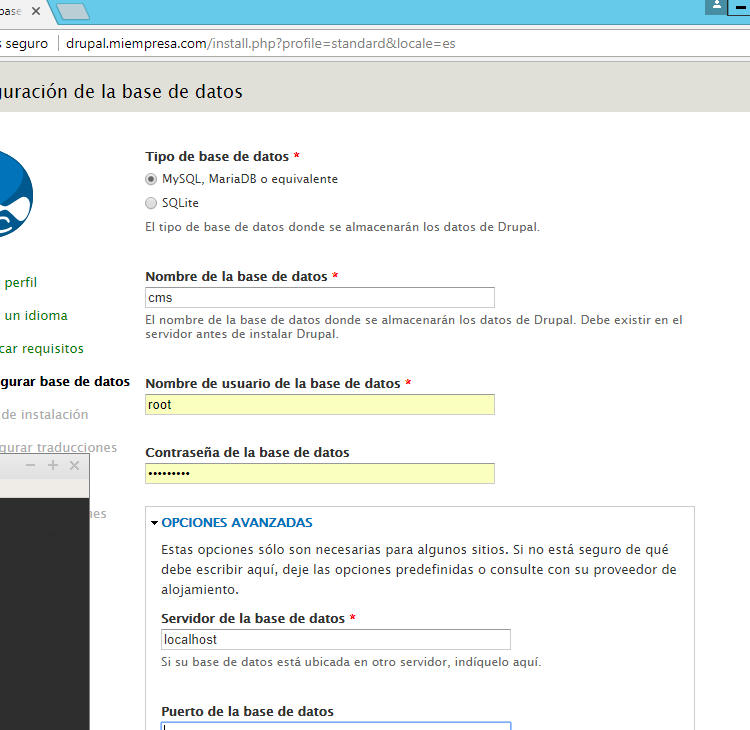 base
seguro drupal.miempresa.com/install.php?profile=standard&locale=es
uración de la base de datos
Tipo de base de datos *
MySQL, MariaDB o equivalente
SQLite
El tipo de base de datos donde se almacenarán los datos de Drupal.
perfil
un idioma
car requisitos
gurar base de datos
de instalación
gurar traducciones
nes
Nombre de la base de datos *
cms
El nombre de la base de datos donde se almacenarán los datos de Drupal. Debe existir en el
servidor antes de instalar Drupal.
Nombre de usuario de la base de datos *
root
Contraseña de la base de datos
•••••••••
OPCIONES AVANZADAS
Estas opciones sólo son necesarias para algunos sitios. Si no está seguro de qué
debe escribir aquí, deje las opciones predefinidas o consulte con su proveedor de
alojamiento.
Servidor de la base de datos *
localhost
Si su base de datos está ubicada en otro servidor, indíquelo aquí.
Puerto de la base de datos